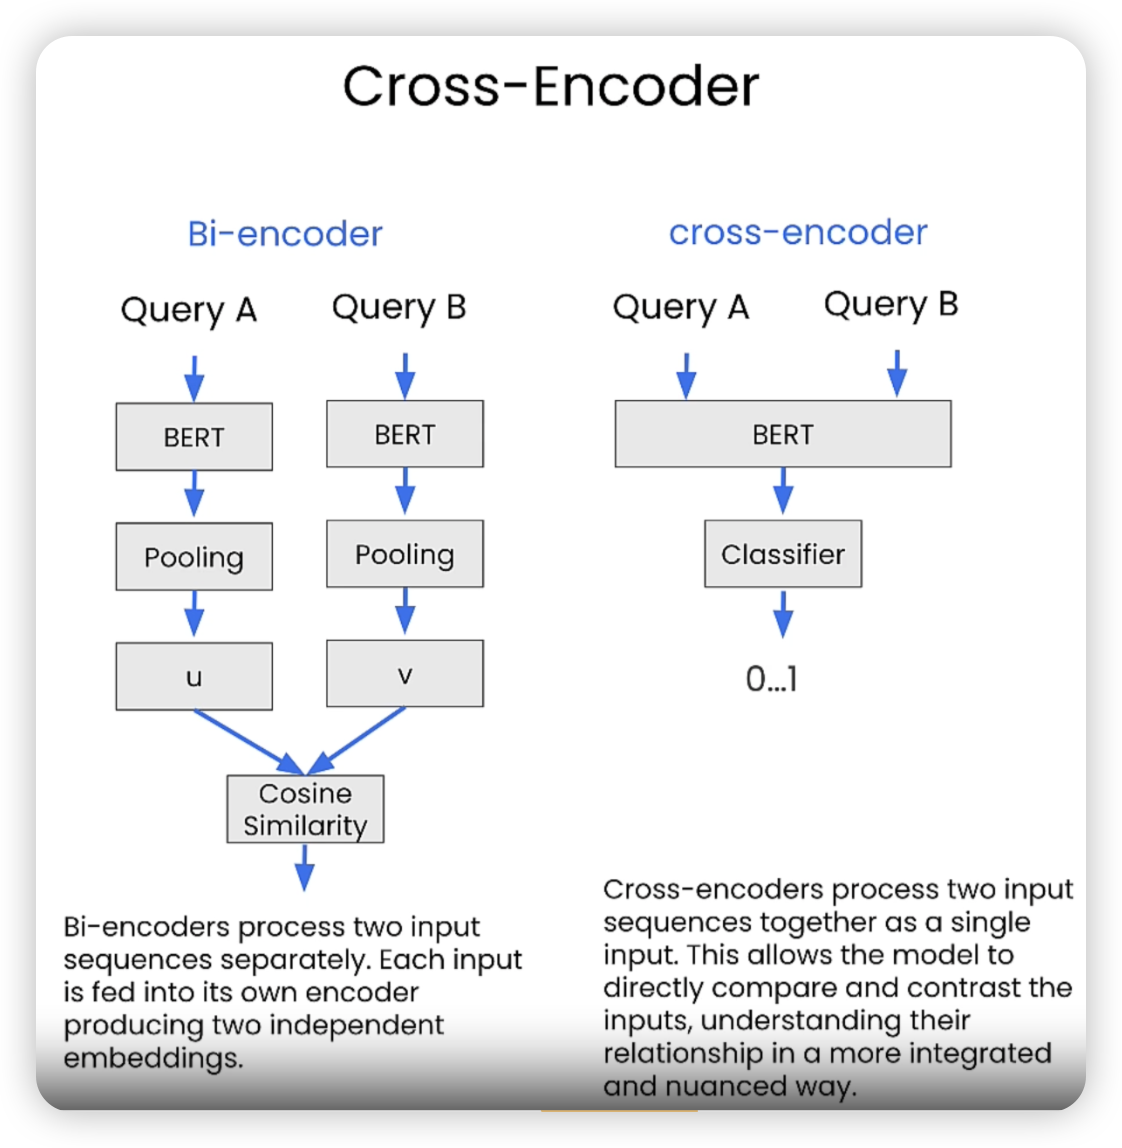 Cross-Encoder
Bi-encoder
Query A
Query B
BERT
BERT
Pooling
Pooling
u
v
Cosine
Similarity
Bi-encoders process two input
sequences separately. Each input
is fed into its own encoder
producing two independent
embeddings.
cross-encoder
Query A
Query B
BERT
Classifier
0...1
Cross-encoders process two input
sequences together as a single
input. This allows the model to
directly compare and contrast the
inputs, understanding their
relationship in a more integrated
and nuanced way.